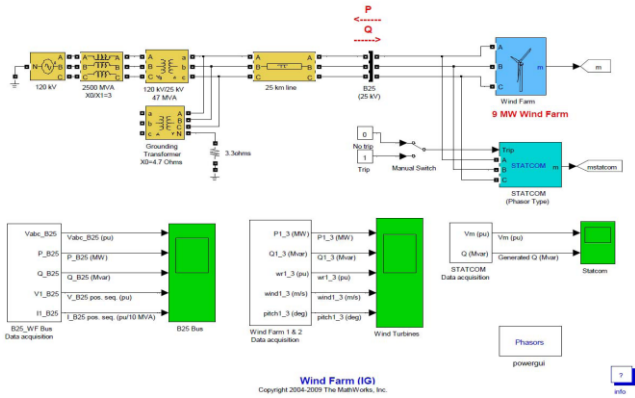 P
<------
Q
------>
N
A
B
C
A
B
C
A
B
C
A
B
C
a
b
c
A
B
C
A
B
C
A
B
C
a
b
c
A
B
C
m
m
120 kV
2500 MVA
X0/X1=3
120 kV/25 kV
47 MVA
25 km line
B25
(25 kV)
Wind Farm
9 MW Wind Farm
a
b
c
A
B
C
N
Grounding
Transformer
X0=4.7 Ohms
3.3ohms
0
No trip
1
Trip
Manual Switch
Trip
A
B
C
STATCOM
m
mstatcom
STATCOM
(Phasor Type)
Vabc_B25
Vabc_B25 (pu)
P_B25
P_B25 (MW)
Q_B25
Q_B25 (Mvar)
V1_B25
V_B25 pos. seq. (pu)
I1_B25
I_B25 pos. seq. (pu/10 MVA)
B25_WF Bus
Data acquisition
B25 Bus
P1_3 (MW)
P1_3 (MW)
Q1_3 (Mvar)
Q1_3 (Mvar)
wr1_3 (pu)
wr1_3 (pu)
wind1_3 (m/s)
wind1_3 (m/s)
pitch1_3 (deg)
pitch1_3 (deg)
Wind Farm 1 & 2
Data acquisition
Wind Turbines
Vm (pu)
Vm (pu)
Q (Mvar)
Generated Q (Mvar)
STATCOM
Data acquisition
Statcom
Phasors
powergui
?
info
Wind Farm (IG)
Copyright 2004-2009 The MathWorks, Inc.